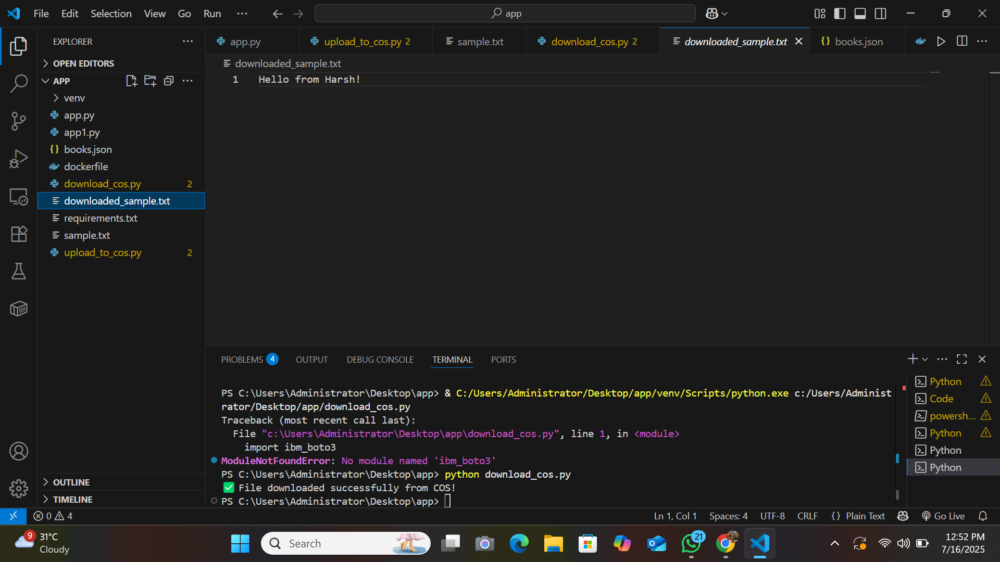 File Edit Selection View Go Run
app
EXPLORER
OPEN EDITORS
APP
venv
app.py
app1.py
books.json
dockerfile
download_cos.py 2
downloaded_sample.txt
requirements.txt
sample.txt
upload_to_cos.py 2
OUTLINE
TIMELINE
app.py upload_to_cos.py 2 sample.txt download_cos.py 2 downloaded_sample.txt books.json
downloaded_sample.txt
1 Hello from Harsh!
PROBLEMS 4 OUTPUT DEBUG CONSOLE TERMINAL PORTS
PS C:\Users\Administrator\Desktop\app> & C:/Users/Administrator/Desktop/app/venv/Scripts/python.exe c:/Users/Administ
rator/Desktop/app/download_cos.py
Traceback (most recent call last):
File "c:\Users\Administrator\Desktop\app\download_cos.py", line 1, in <module>
import ibm_boto3
ModuleNotFoundError: No module named 'ibm_boto3'
PS C:\Users\Administrator\Desktop\app> python download_cos.py
✅ File downloaded successfully from COS!
PS C:\Users\Administrator\Desktop\app>
Python
Code
powersh...
Python
Python
Python
0 4 Ln 1, Col 1 Spaces: 4 UTF-8 CRLF {} Plain Text Go Live
9 31°C
Cloudy
Search
21
12:52 PM
7/16/2025